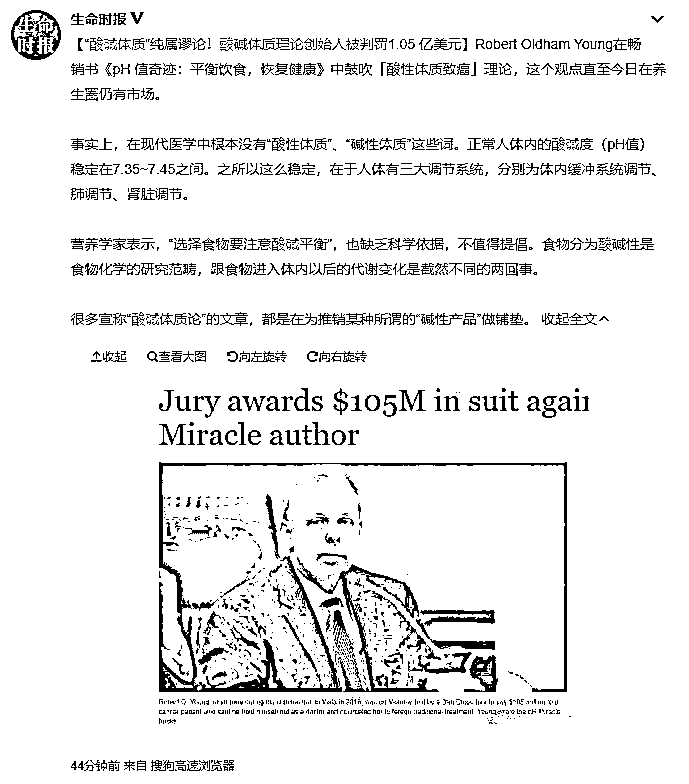 生命时报
【“酸碱体质”纯属谬论！酸碱体质理论创始人被判罚1.05 亿美元】Robert Oldham Young在畅
销书《pH 值奇迹：平衡饮食，恢复健康》中鼓吹「酸性体质致癌」理论，这个观点直至今日在养
生圈仍有市场。
事实上，在现代医学中根本没有“酸性体质”、“碱性体质”这些词。正常人体内的酸碱度（pH值）
稳定在7.35~7.45之间。之所以这么稳定，在于人体有三大调节系统，分别为体内缓冲系统调节、
肺调节、肾脏调节。
营养学家表示，“选择食物要注意酸碱平衡”，也缺乏科学依据，不值得提倡。食物分为酸碱性是
食物化学的研究范畴，跟食物进入体内以后的代谢变化是截然不同的两回事。
很多宣称“酸碱体质论”的文章，都是在为推销某种所谓的“碱性产品”做铺垫。 收起全文
收起 查看大图 向左旋转 向右旋转
Jury awards $105M in suit agai
Miracle author
44分钟前 来自 搜狗高速浏览器